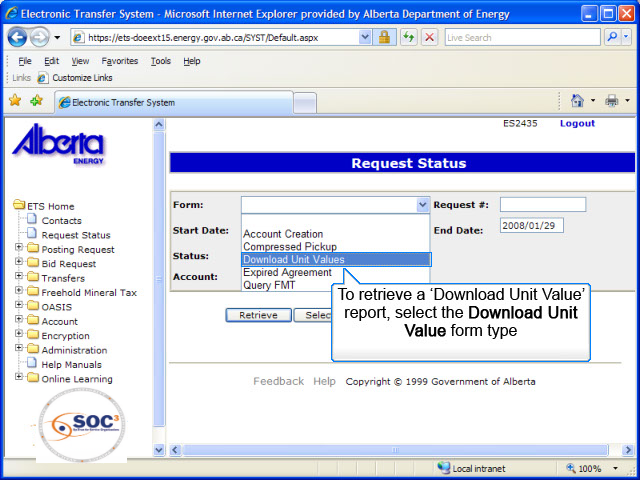 Electronic Transfer System - Microsoft Internet Explorer provided by Alberta Department of Energy
https://ets-doeext15.energy.gov.ab.ca/SYST/Default.aspx
Live Search
File Edit View Favorites Tools Help
Links Customize Links
Electronic Transfer System
ES2435 Logout
Alberta
ENERGY
Request Status
ETS Home
Contacts
Request Status
Posting Request
Bid Request
Transfers
Freehold Mineral Tax
OASIS
Account
Encryption
Administration
Help Manuals
Online Learning
SOC3
Form:
Request #:
Start Date:
End Date:
2008/01/29
Status:
Account:
Account Creation
Compressed Pickup
Download Unit Values
Expired Agreement
Query FMT
Retrieve
Selec
To retrieve a ‘Download Unit Value’
report, select the Download Unit
Value form type
Feedback Help Copyright © 1999 Government of Alberta
Local intranet
100%